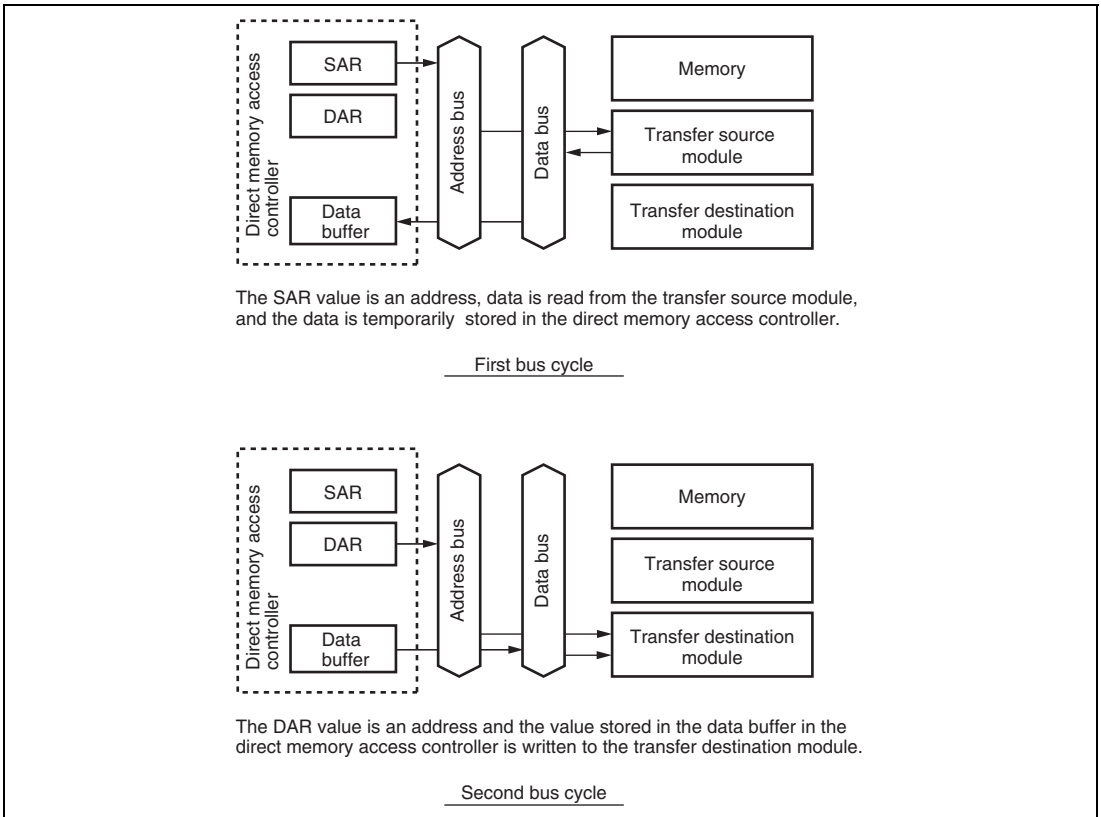 Direct memory access
controller
SAR
DAR
Data
buffer
Address bus
Data bus
Memory
Transfer source
module
Transfer destination
module
The SAR value is an address, data is read from the transfer source module,
and the data is temporarily stored in the direct memory access controller.
First bus cycle
Direct memory access
controller
SAR
DAR
Data
buffer
Address bus
Data bus
Memory
Transfer source
module
Transfer destination
module
The DAR value is an address and the value stored in the data buffer in the
direct memory access controller is written to the transfer destination module.
Second bus cycle